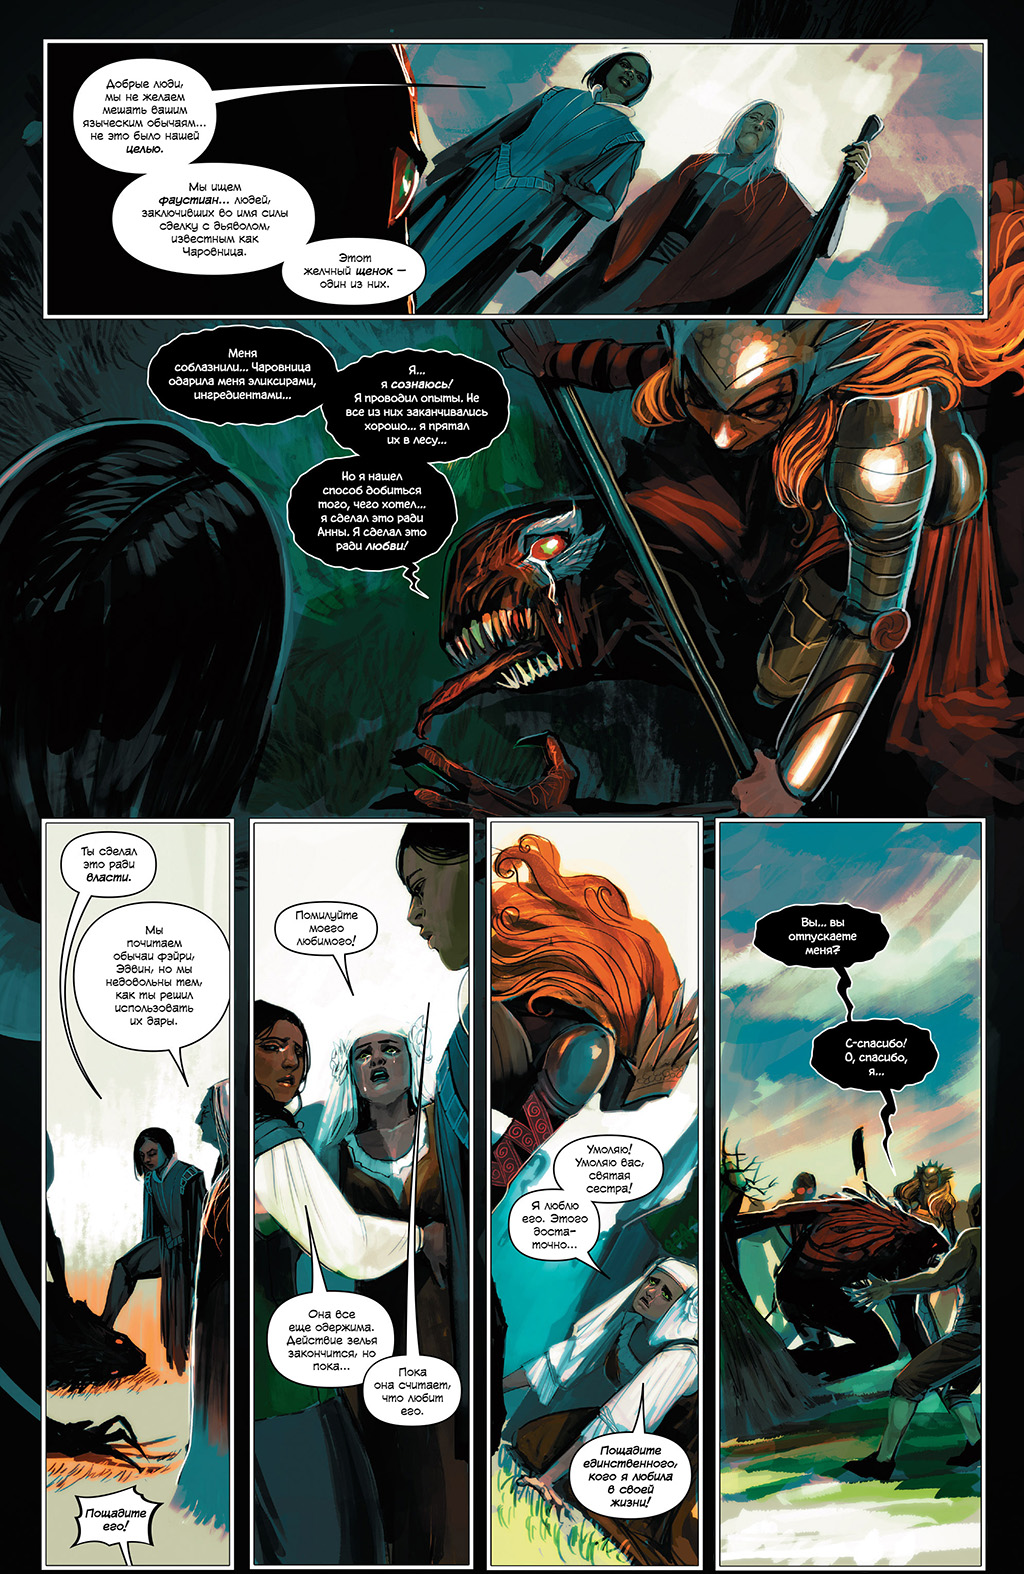 Добрые люди,
мы не желаем
мешать вашим
языческим обычаям...
не это было нашей
целью.
Мы ищем
фаустиан... людей,
заключивших во имя силы
сделку с дьяволом,
известным как
Чаровница.
Этот
желчный щенок —
один из них.
Меня
соблазнили... Чаровница
одарила меня эликсирами,
ингредиентами...
Я...
я сознаюсь!
Я проводил опыты. Не
все из них заканчивались
хорошо... я прятал
их в лесу...
Но я нашел
способ добиться
того, чего хотел...
я сделал это ради
Анны. Я сделал это
ради любви!
Ты сделал
это ради
власти.
Мы
почитаем
обычаи фэйри,
Эдвин, но мы
недовольны тем,
как ты решил
использовать
их дары.
Пощадите
его!
Помилуйте
моего
любимого!
Она все
еще одержима.
Действие зелья
закончится, но
пока...
Пока
она считает,
что любит
его.
Умоляю!
Умоляю вас,
святая
сестра!
Я люблю
его. Этого
доста-
точно...
Пощадите
единственного,
кого я любила
в своей
жизни!
Вы... вы
отпускаете
меня?
С-спасибо!
О, спасибо,
я...